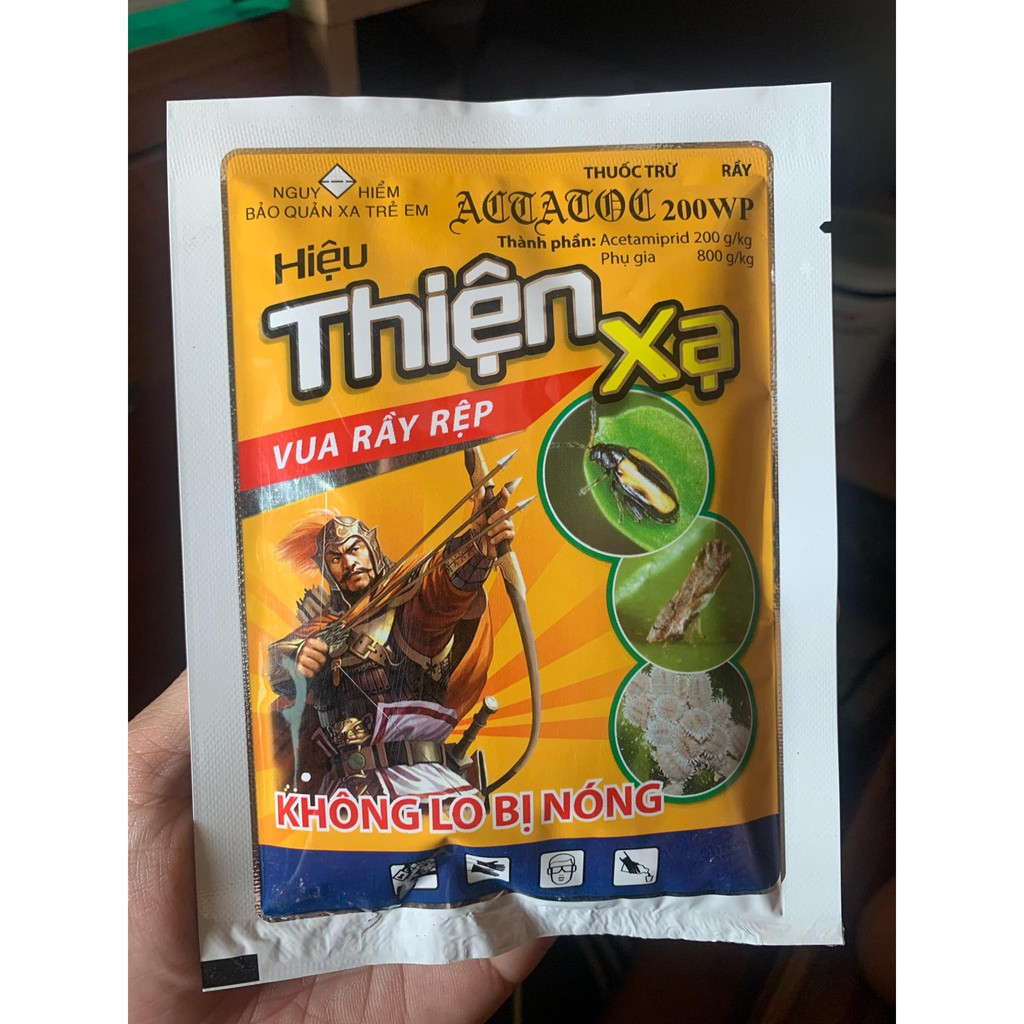 NGUY HIỂM
BẢO QUẢN XA TRẺ EM
THUỐC TRỪ RẦY
ACTATOC 200WP
Thành phần: Acetamiprid 200 g/kg
Phụ gia 800 g/kg
Hiệu
Thiện
Xạ
VUA RẦY RỆP
KHÔNG LO BỊ NÓNG